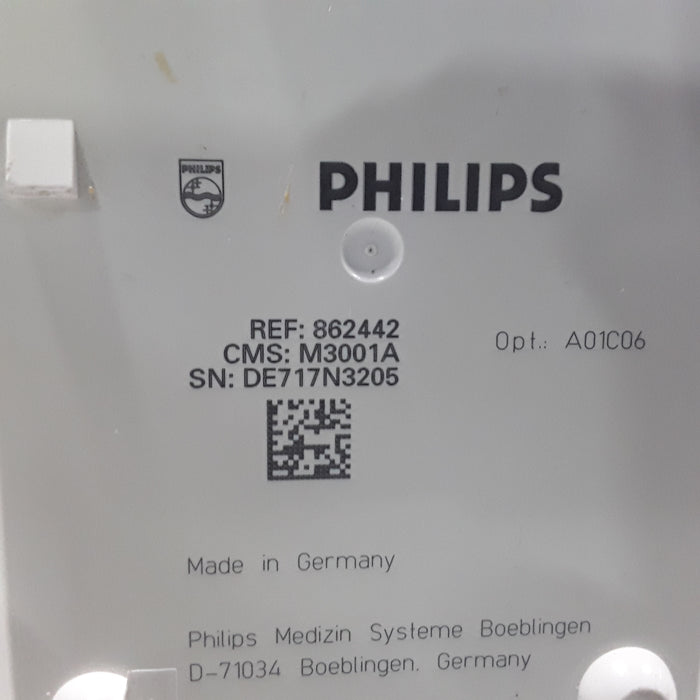 PHILIPS
PHILIPS
REF: 862442
CMS: M3001A
SN: DE717N3205
Opt.: A01C06
Made in Germany
Philips Medizin Systeme Boeblingen
D-71034 Boeblingen. Germany